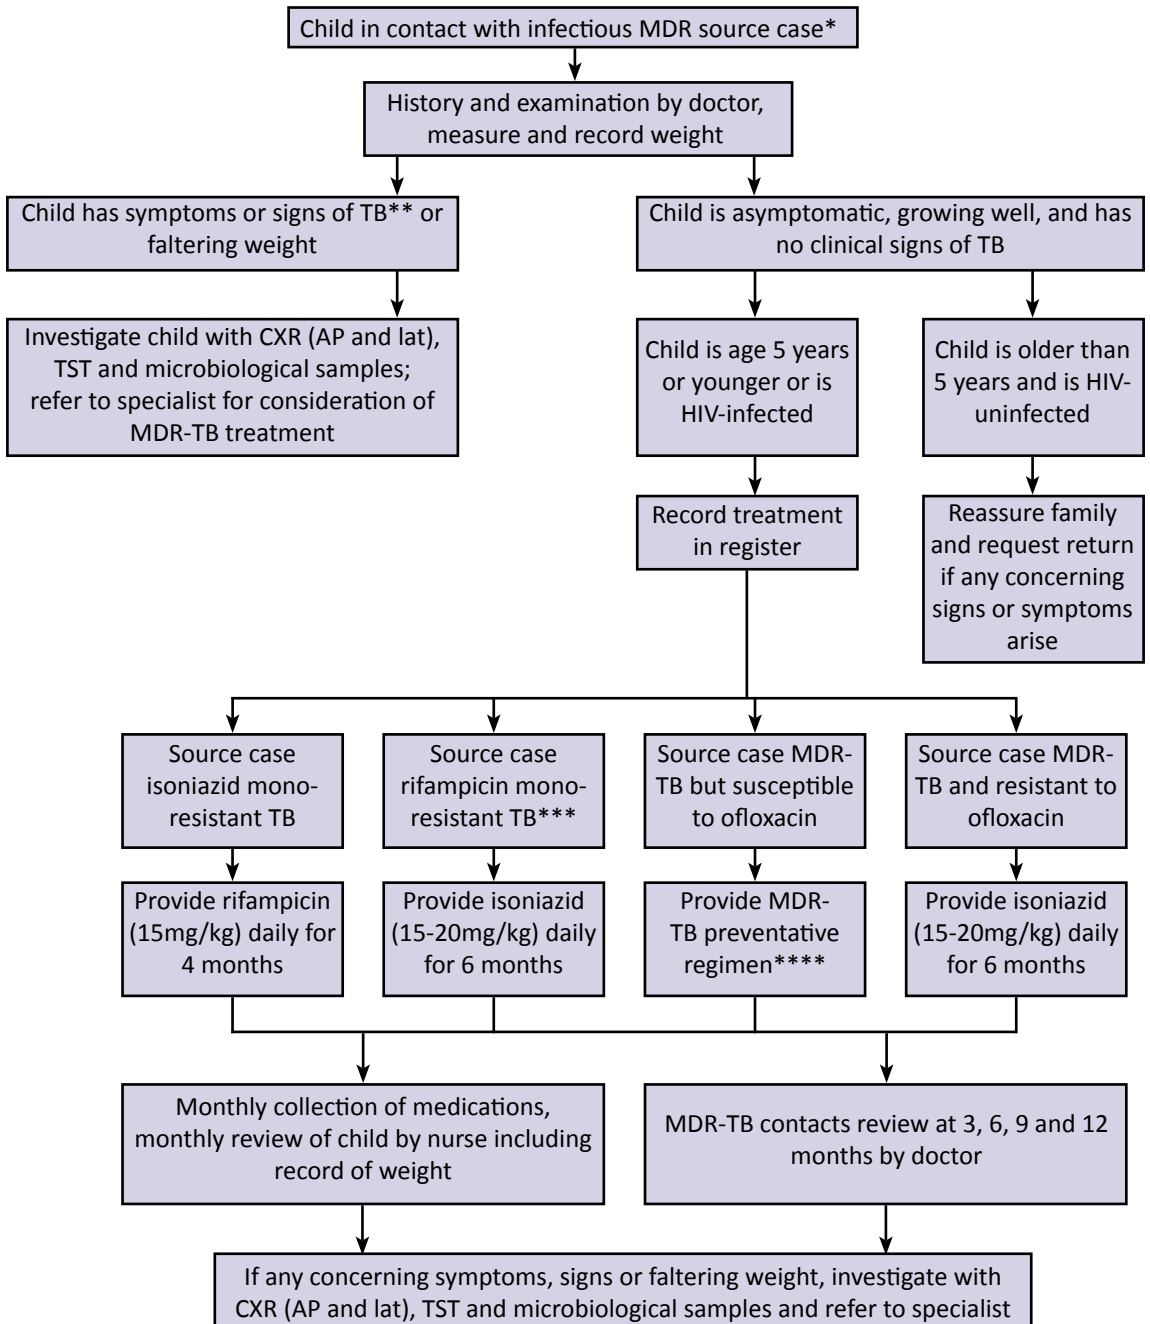 Child in contact with infectious MDR source case*
History and examination by doctor,
measure and record weight
Child has symptoms or signs of TB** or
faltering weight
Child is asymptomatic, growing well, and has
no clinical signs of TB
Investigate child with CXR (AP and lat),
TST and microbiological samples;
refer to specialist for consideration of
MDR-TB treatment
Child is age 5 years
or younger or is
HIV-infected
Child is older than
5 years and is HIV-
uninfected
Record treatment
in register
Reassure family
and request return
if any concerning
signs or symptoms
arise
Source case
isoniazid mono-
resistant TB
Source case
rifampicin mono-
resistant TB***
Source case MDR-
TB but susceptible
to ofloxacin
Source case MDR-
TB and resistant to
ofloxacin
Provide rifampicin
(15mg/kg) daily for
4 months
Provide isoniazid
(15-20mg/kg) daily
for 6 months
Provide MDR-
TB preventative
regimen****
Provide isoniazid
(15-20mg/kg) daily
for 6 months
Monthly collection of medications,
monthly review of child by nurse including
record of weight
MDR-TB contacts review at 3, 6, 9 and 12
months by doctor
If any concerning symptoms, signs or faltering weight, investigate with
CXR (AP and lat), TST and microbiological samples and refer to specialist